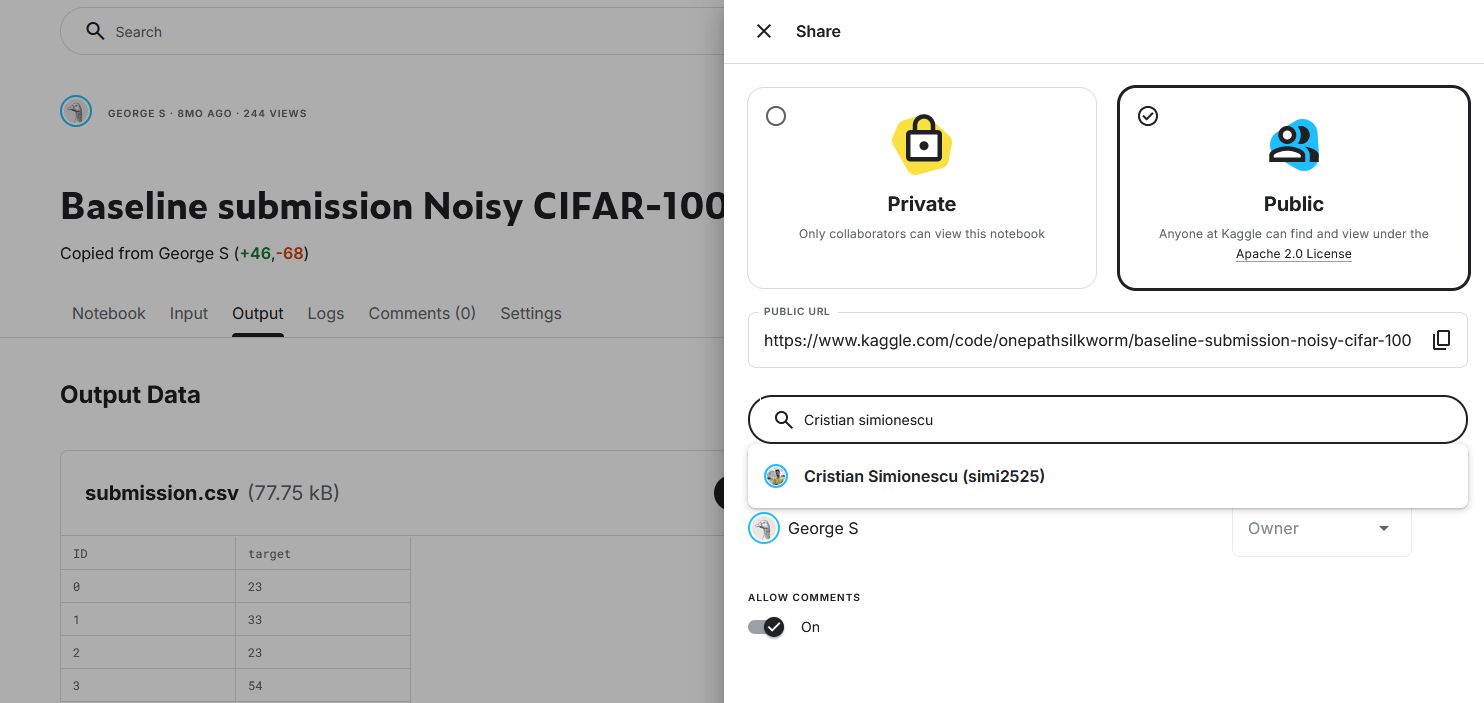 Search
GEORGE S · 8MO AGO · 244 VIEWS
Baseline submission Noisy CIFAR-100
Copied from George S (+46,-68)
Notebook Input Output Logs Comments (0) Settings
Output Data
submission.csv (77.75 kB)
ID target
0 23
1 33
2 23
3 54
Share
Private
Only collaborators can view this notebook
Public
Anyone at Kaggle can find and view under the
Apache 2.0 License
PUBLIC URL
https://www.kaggle.com/code/onepathsilkworm/baseline-submission-noisy-cifar-100
Cristian simionescu
Cristian Simionescu (simi2525)
George S Owner
ALLOW COMMENTS
On